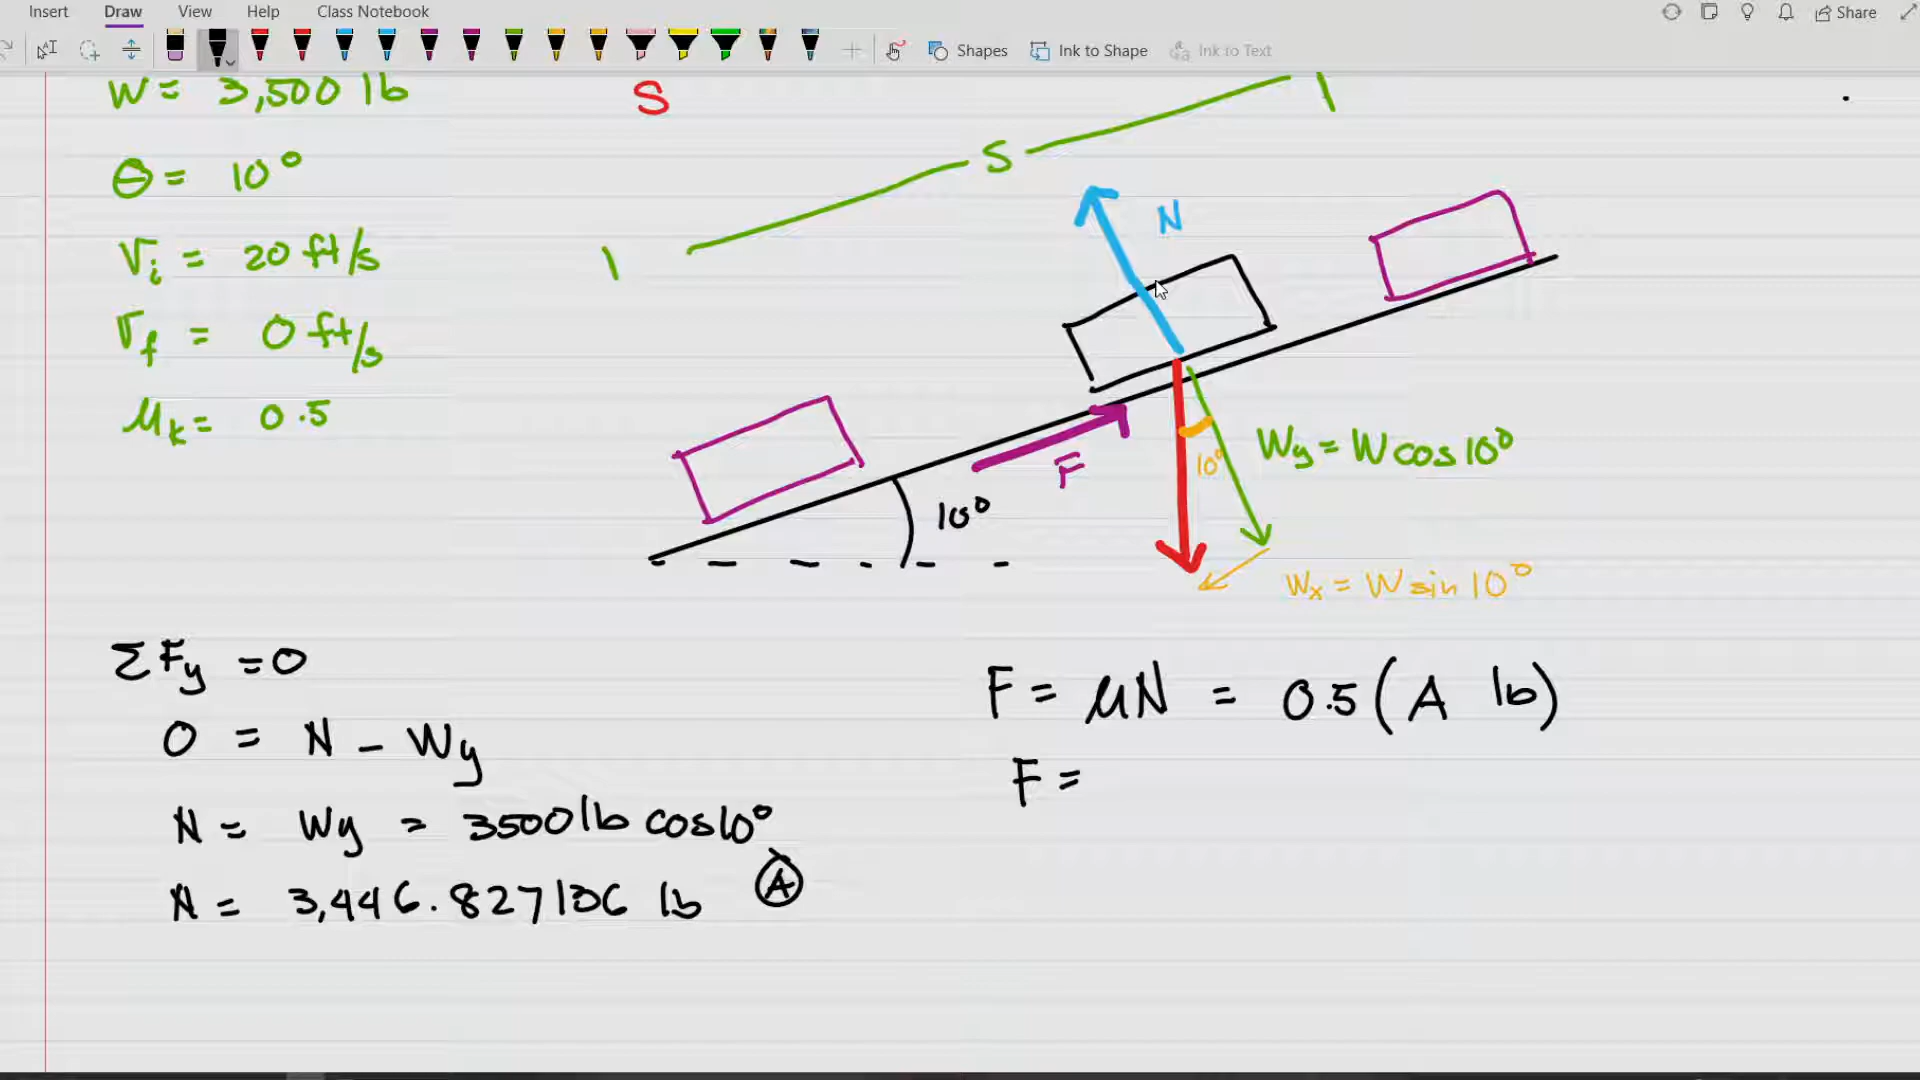 Insert Draw View Help Class Notebook Share
Shapes Ink to Shape Ink to Text
W = 3,500 lb
S
S
θ = 10°
N
Vi = 20 ft/s
Vf = 0 ft/s
μk = 0.5
Wy = W cos 10°
10°
F
10°
Wx = W sin 10°
ΣFy = 0
0 = N - Wy
N = Wy = 3500 lb cos 10°
N = 3,446.827136 lb A
F = μN = 0.5 (A lb)
F =